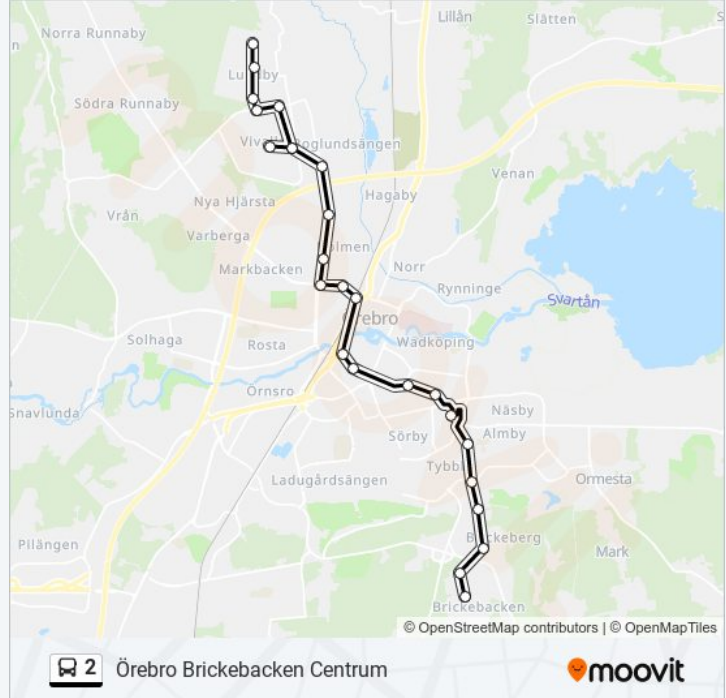 Lillån
Slätten
Norra Runnaby
Lundby
Södra Runnaby
Vivalla
Boglundsängen
Venan
Hagaby
Nya Hjärsta
Vrån
Varberga
Holmen
Norr
Markbacken
Rynninge
Svartån
Örebro
Solhaga
Rosta
Wadköping
Örnsro
Snavlunda
Näsby
Sörby
Almby
Tybble
Ladugårdsängen
Ormesta
Brickeberg
Pilängen
Mark
Brickebacken
© OpenStreetMap contributors | © OpenMapTiles
2 Örebro Brickebacken Centrum
moovit